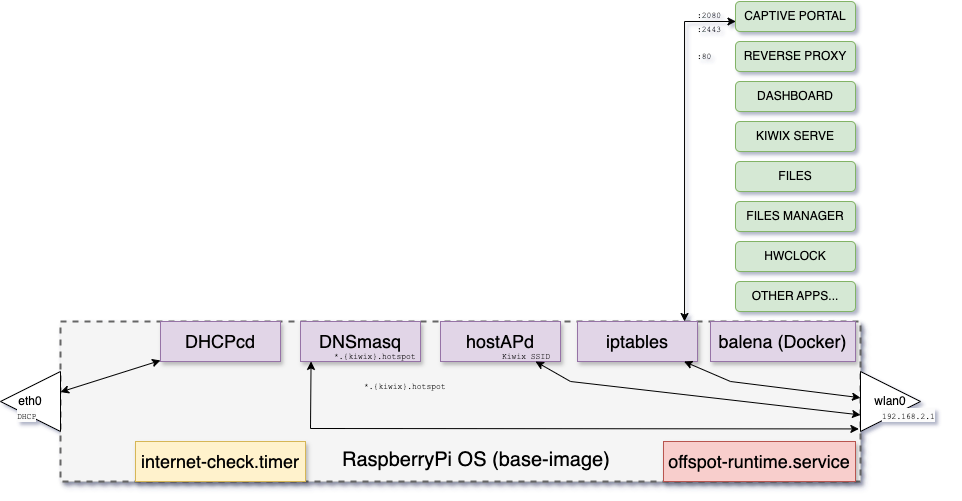 :2080
CAPTIVE PORTAL
:2443
:80
REVERSE PROXY
DASHBOARD
KIWIX SERVE
FILES
FILES MANAGER
HWCLOCK
OTHER APPS...
DHCPcd
DNSmasq
*.{kiwix}.hotspot
hostAPd
Kiwix SSID
iptables
balena (Docker)
*.{kiwix}.hotspot
eth0
DHCP
wlan0
192.168.2.1
internet-check.timer
RaspberryPi OS (base-image)
offspot-runtime.service